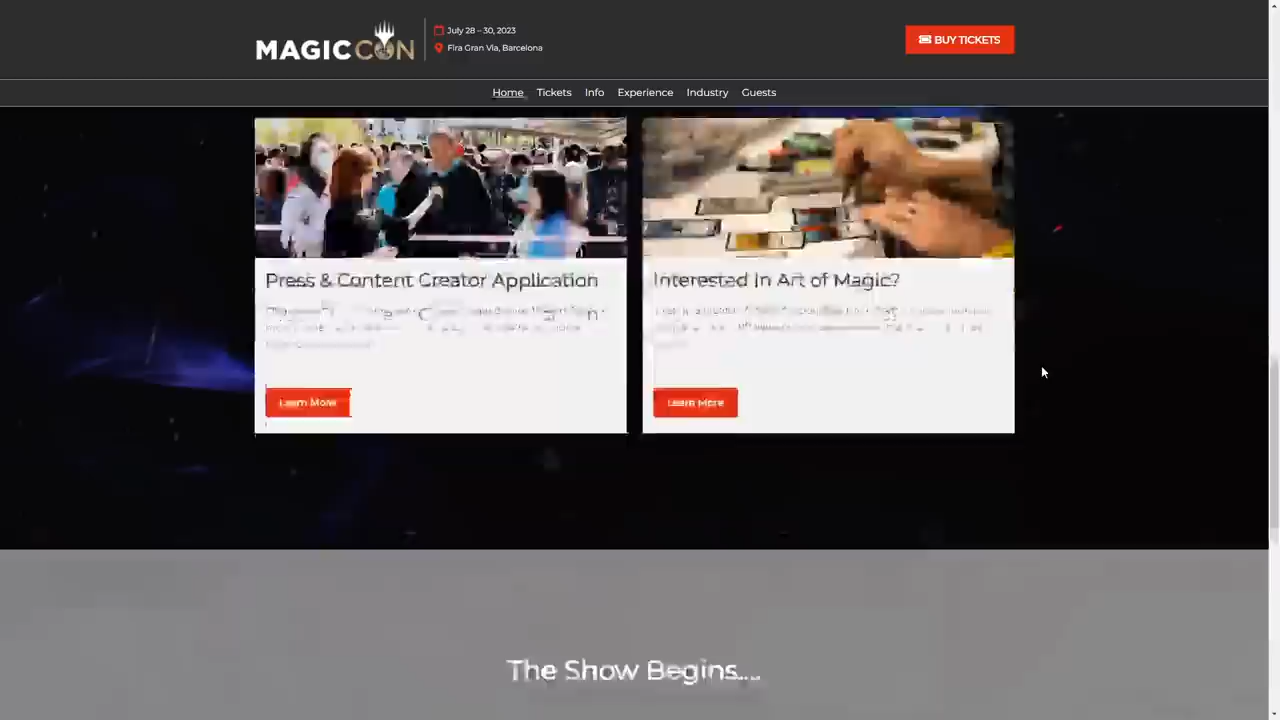 MAGICCON
July 28 – 30, 2023
Fira Gran Via, Barcelona
BUY TICKETS
Home Tickets Info Experience Industry Guests
Press & Content Creator Application
Interested In Art of Magic?
Learn More
Learn More
The Show Begins...